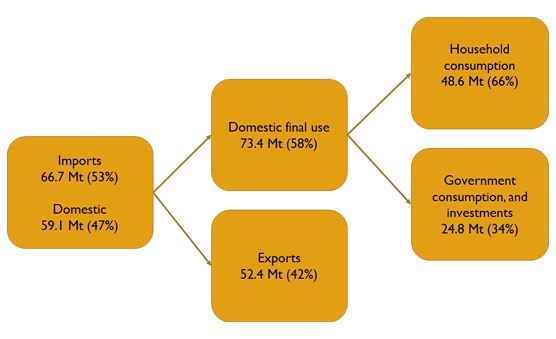 Imports
66.7 Mt (53%)
Domestic
59.1 Mt (47%)
Domestic final use
73.4 Mt (58%)
Exports
52.4 Mt (42%)
Household
consumption
48.6 Mt (66%)
Government
consumption, and
investments
24.8 Mt (34%)